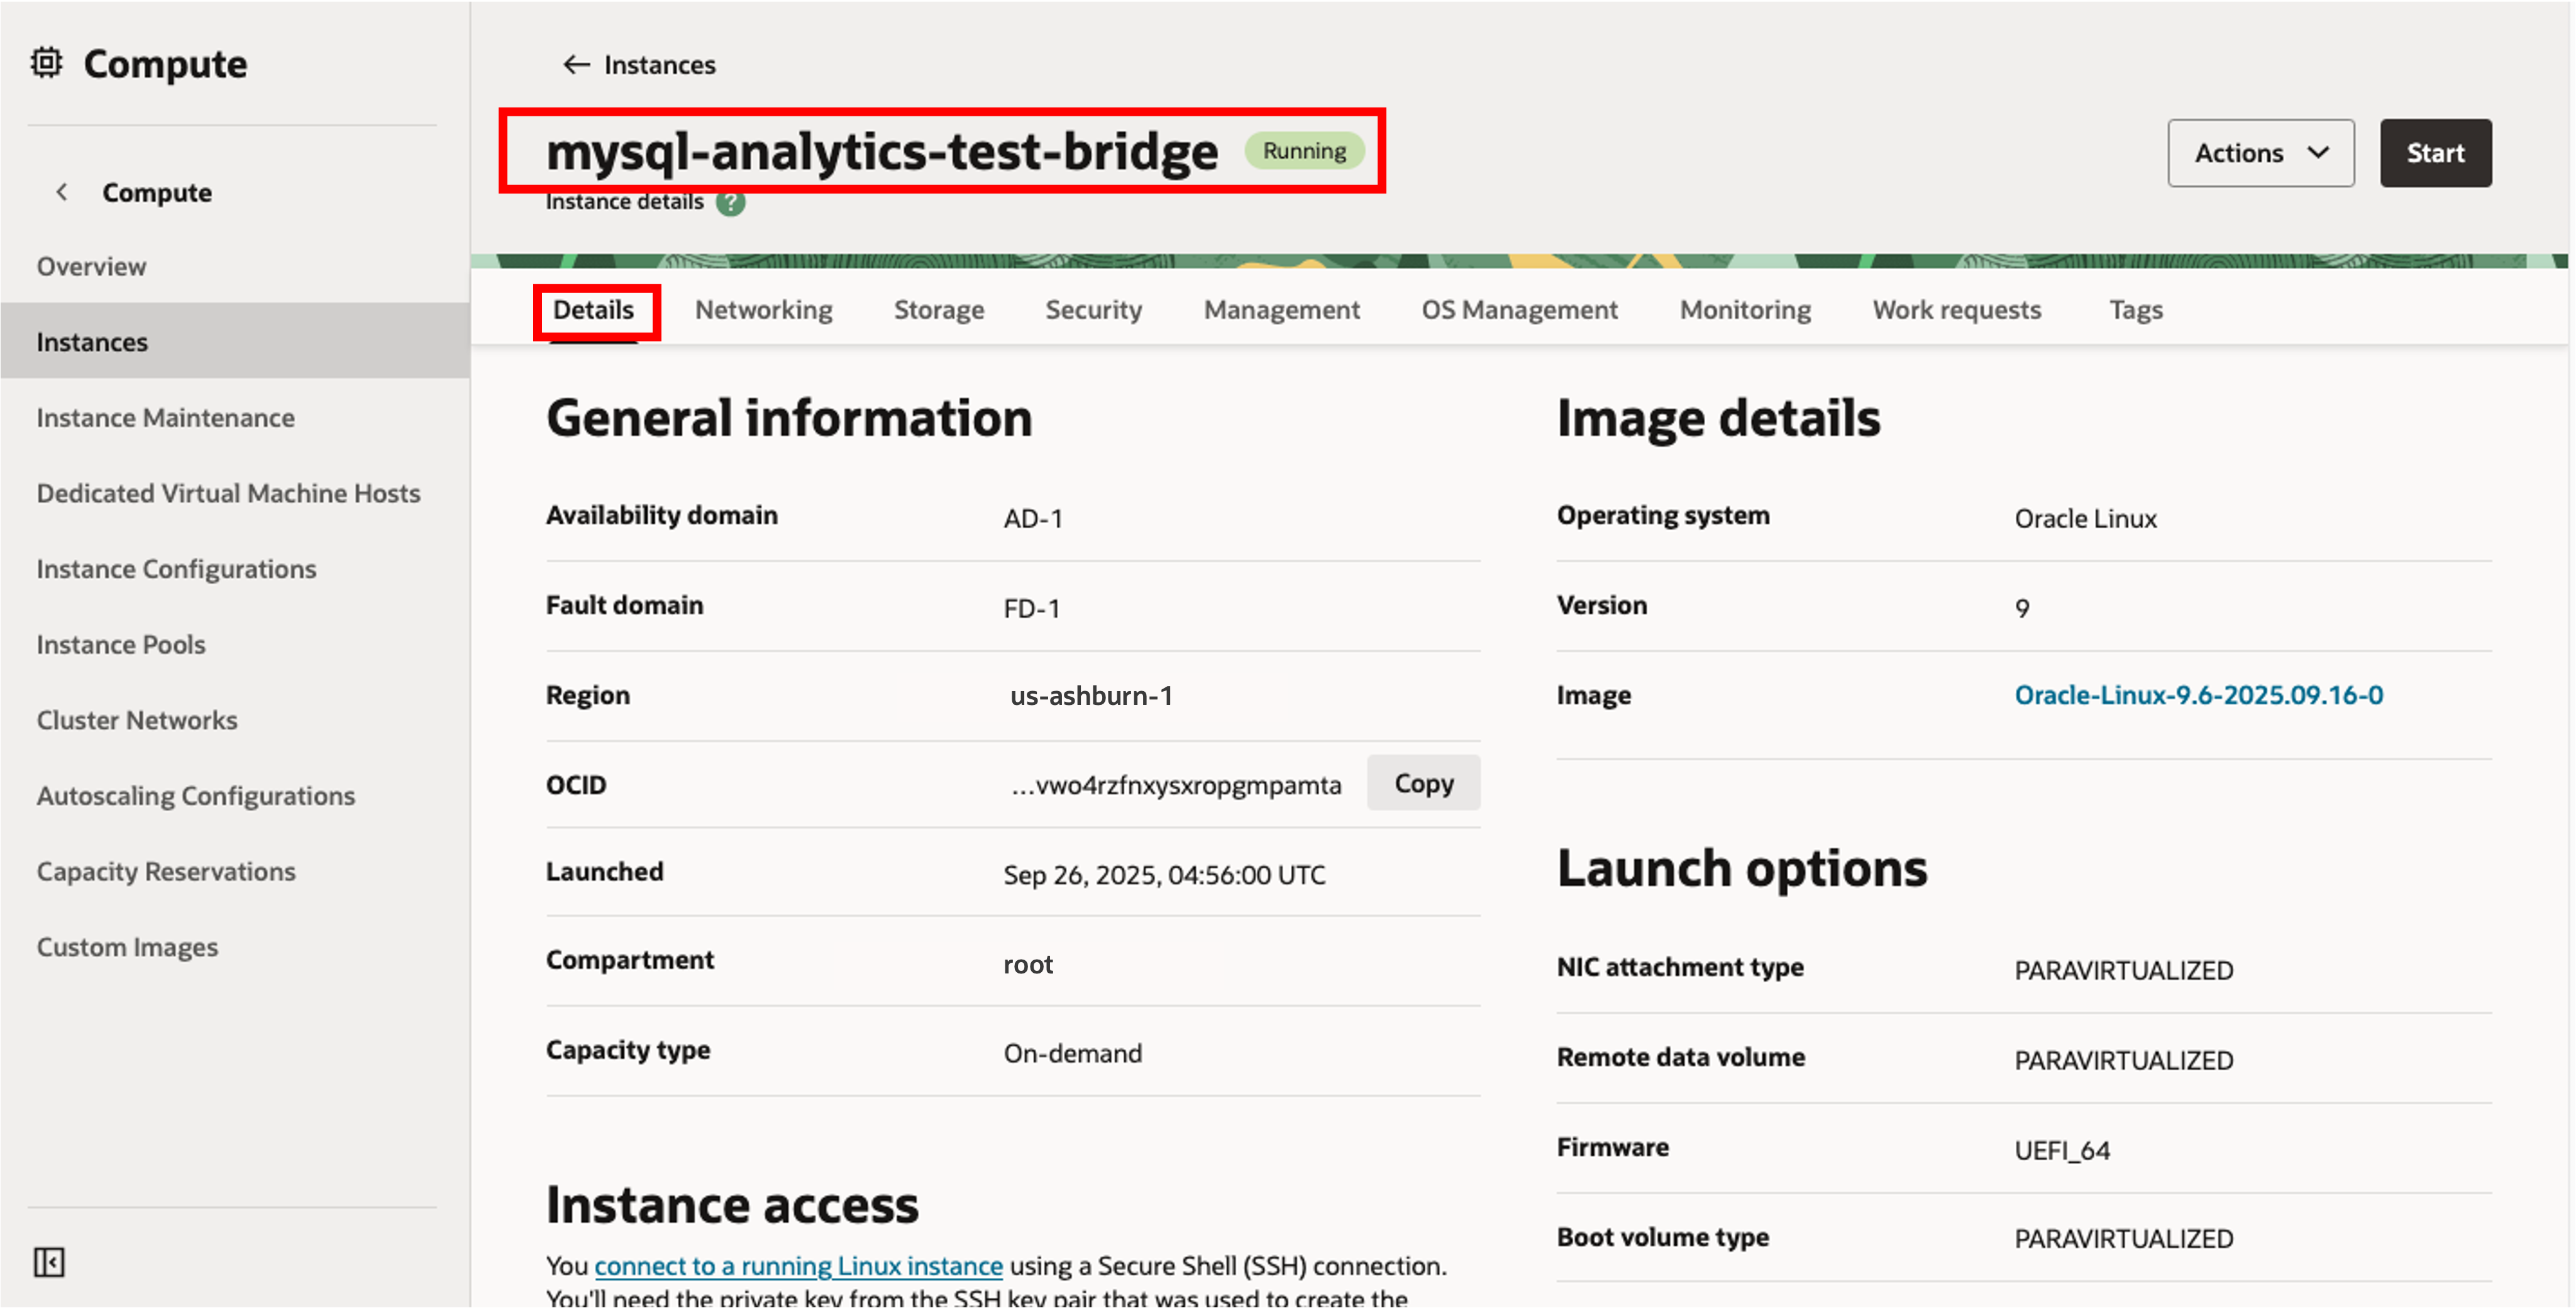 Compute
Compute
Overview
Instances
Instance Maintenance
Dedicated Virtual Machine Hosts
Instance Configurations
Instance Pools
Cluster Networks
Autoscaling Configurations
Capacity Reservations
Custom Images
← Instances
mysql-analytics-test-bridge Running
Instance details ?
Actions Start
Details Networking Storage Security Management OS Management Monitoring Work requests Tags
General information
Availability domain AD-1
Fault domain FD-1
Region us-ashburn-1
OCID ...vwo4rzfnxysxropgmpamta Copy
Launched Sep 26, 2025, 04:56:00 UTC
Compartment root
Capacity type On-demand
Instance access
You connect to a running Linux instance using a Secure Shell (SSH) connection.
You'll need the private key from the SSH key pair that was used to create the
Image details
Operating system Oracle Linux
Version 9
Image Oracle-Linux-9.6-2025.09.16-0
Launch options
NIC attachment type PARAVIRTUALIZED
Remote data volume PARAVIRTUALIZED
Firmware UEFI_64
Boot volume type PARAVIRTUALIZED